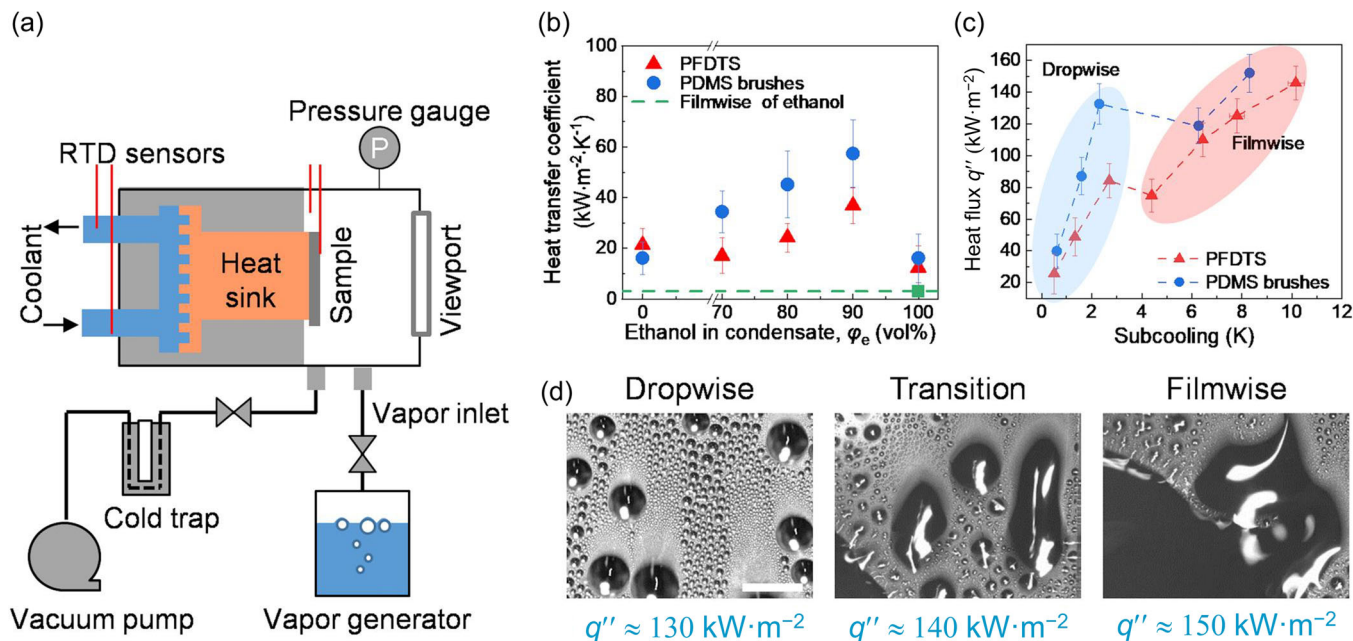 (a)
Pressure gauge
P
RTD sensors
Coolant
Heat
sink
Sample
Viewport
Vapor inlet
Cold trap
Vacuum pump
Vapor generator
(b)
100
80
60
40
20
0
Heat transfer coefficient
(kW·m⁻²·K⁻¹)
PFDTS
PDMS brushes
Filmwise of ethanol
0 70 80 90 100
Ethanol in condensate, φe (vol%)
(c)
160
140
120
100
80
60
40
20
Heat flux q″ (kW·m⁻²)
Dropwise
Filmwise
PFDTS
PDMS brushes
0 2 4 6 8 10 12
Subcooling (K)
(d)
Dropwise
Transition
Filmwise
q″ ≈ 130 kW·m⁻²
q″ ≈ 140 kW·m⁻²
q″ ≈ 150 kW·m⁻²